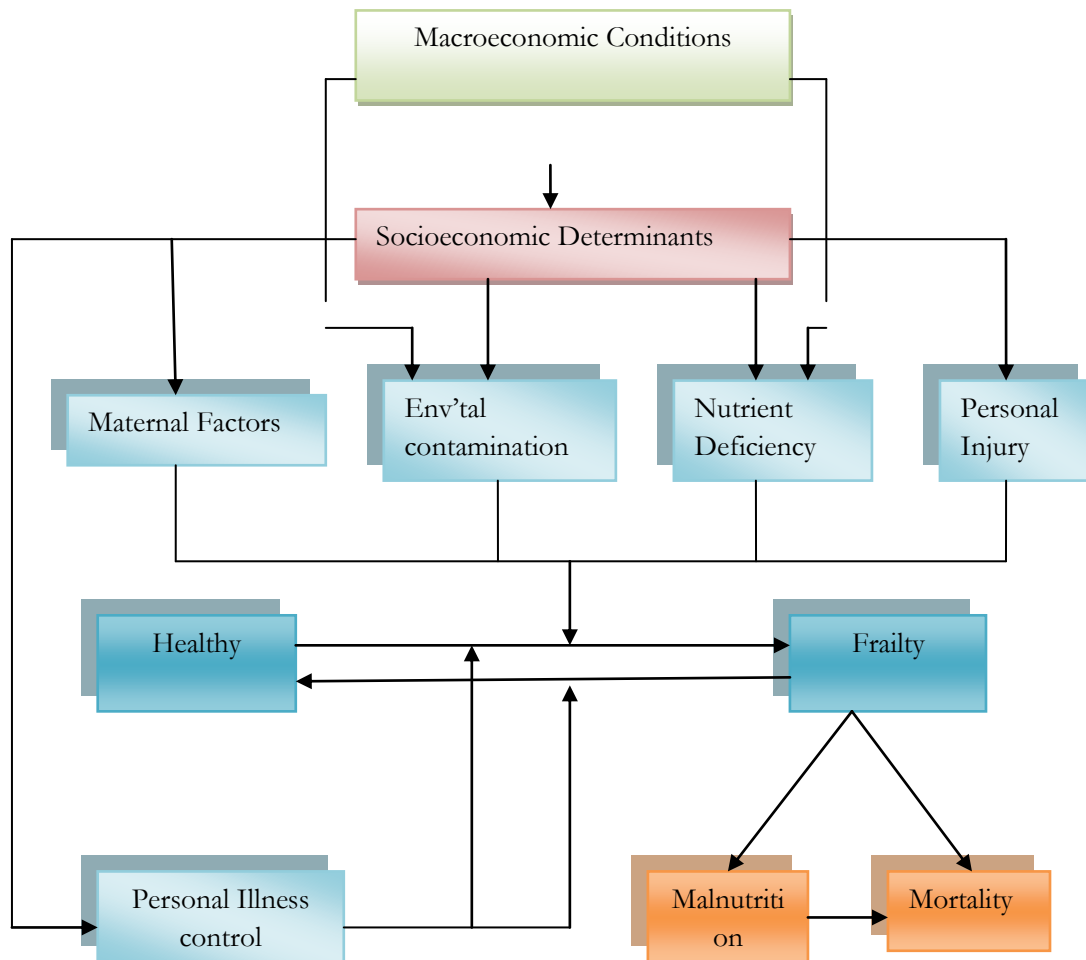 Macroeconomic Conditions
Socioeconomic Determinants
Maternal Factors
Env’tal
contamination
Nutrient
Deficiency
Personal
Injury
Healthy
Frailty
Personal Illness
control
Malnutriti
on
Mortality